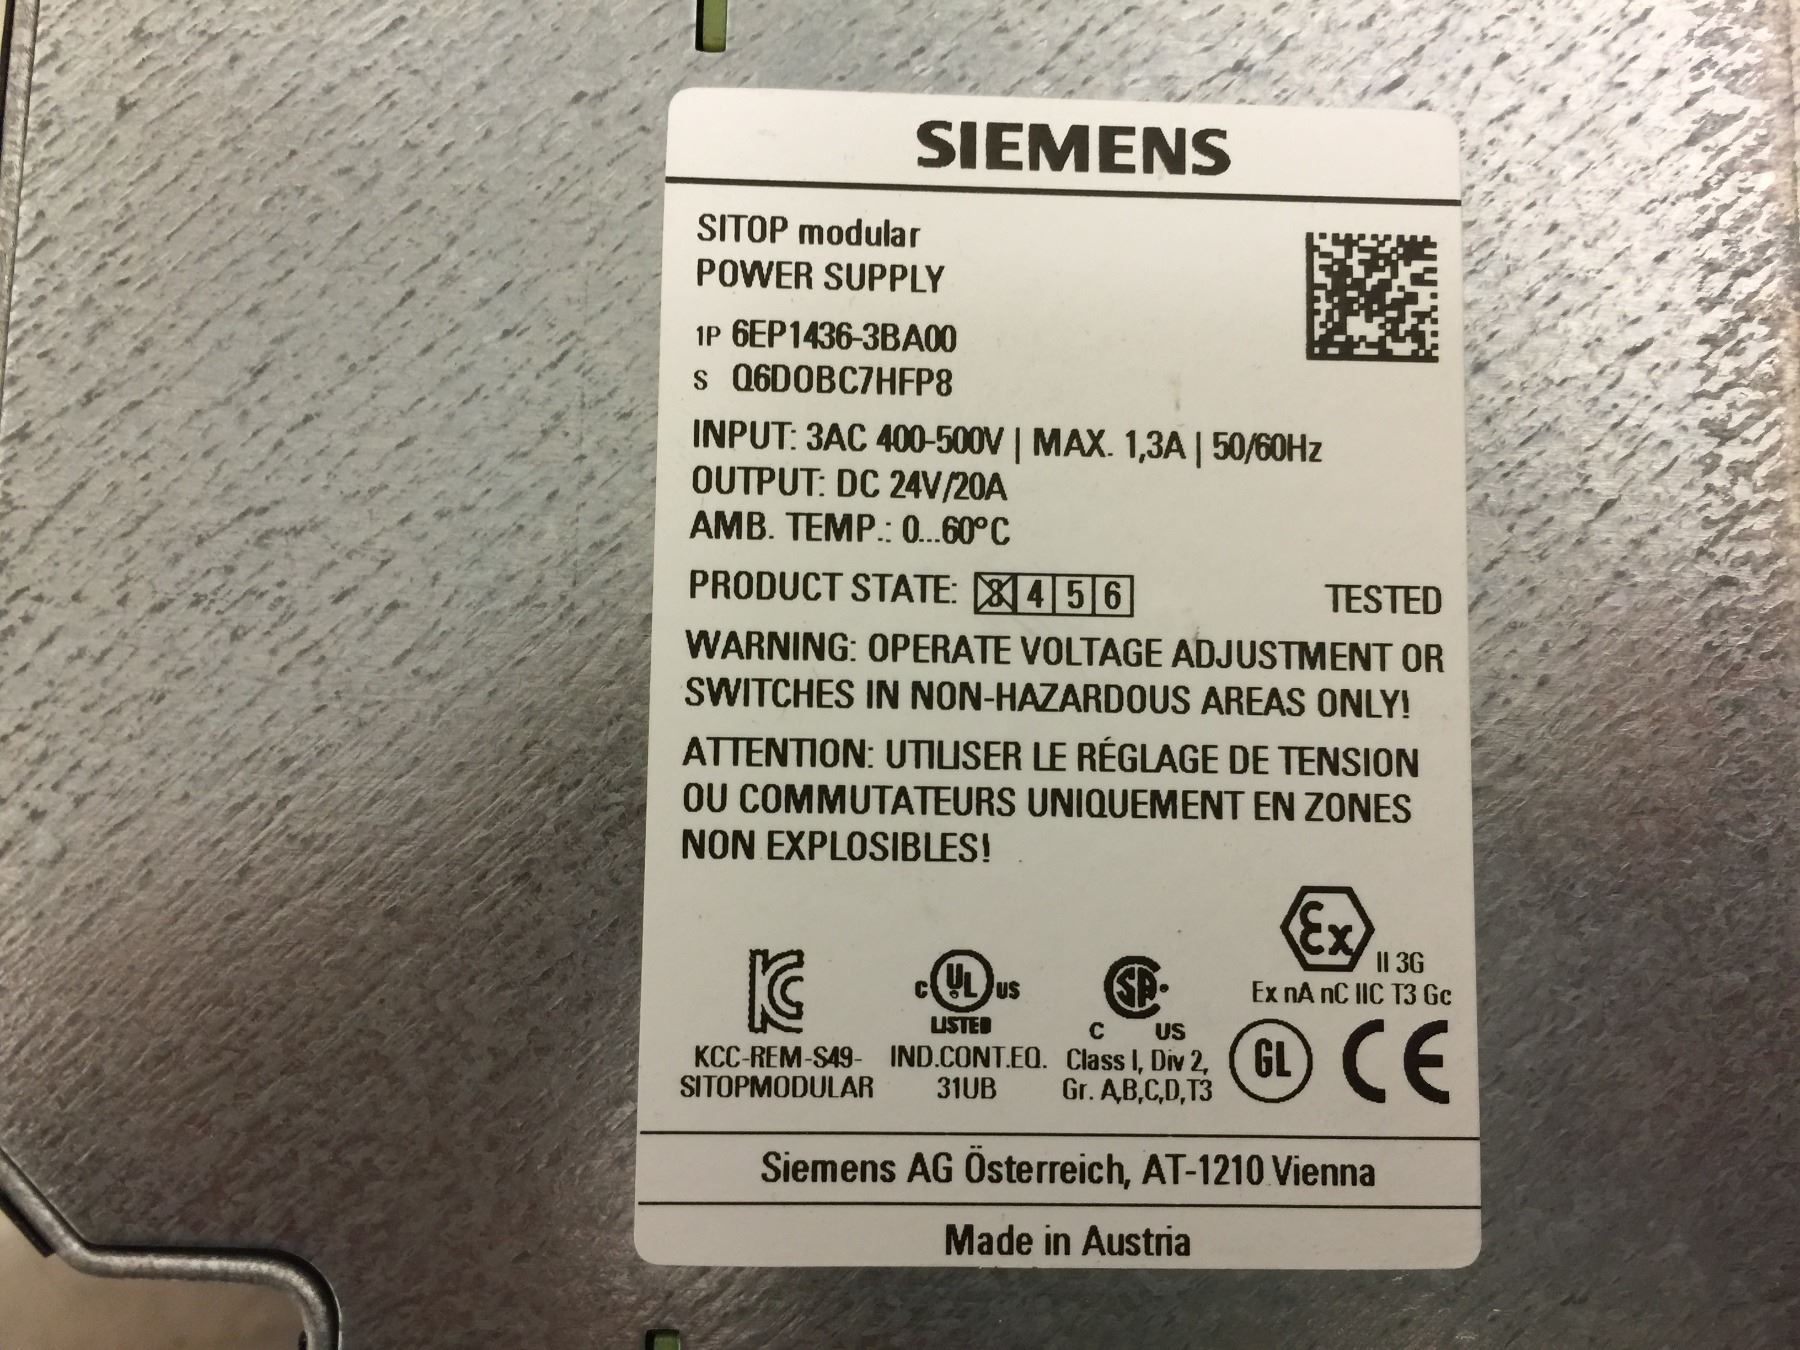 SIEMENS
SITOP modular
POWER SUPPLY
1P 6EP1436-3BA00
S Q6DOBC7HFP8
INPUT: 3AC 400-500V | MAX. 1,3A | 50/60Hz
OUTPUT: DC 24V/20A
AMB. TEMP.: 0...60°C
PRODUCT STATE: 3 4 5 6 TESTED
WARNING: OPERATE VOLTAGE ADJUSTMENT OR
SWITCHES IN NON-HAZARDOUS AREAS ONLY!
ATTENTION: UTILISER LE RÉGLAGE DE TENSION
OU COMMUTATEURS UNIQUEMENT EN ZONES
NON EXPLOSIBLES!
Ex II 3G
Ex nA nC IIC T3 Gc
KC
KCC-REM-S49-
SITOPMODULAR
C UL US
LISTED
IND.CONT.EQ.
31UB
SA
C US
Class I, Div 2,
Gr. A,B,C,D,T3
GL
CE
Siemens AG Österreich, AT-1210 Vienna
Made in Austria